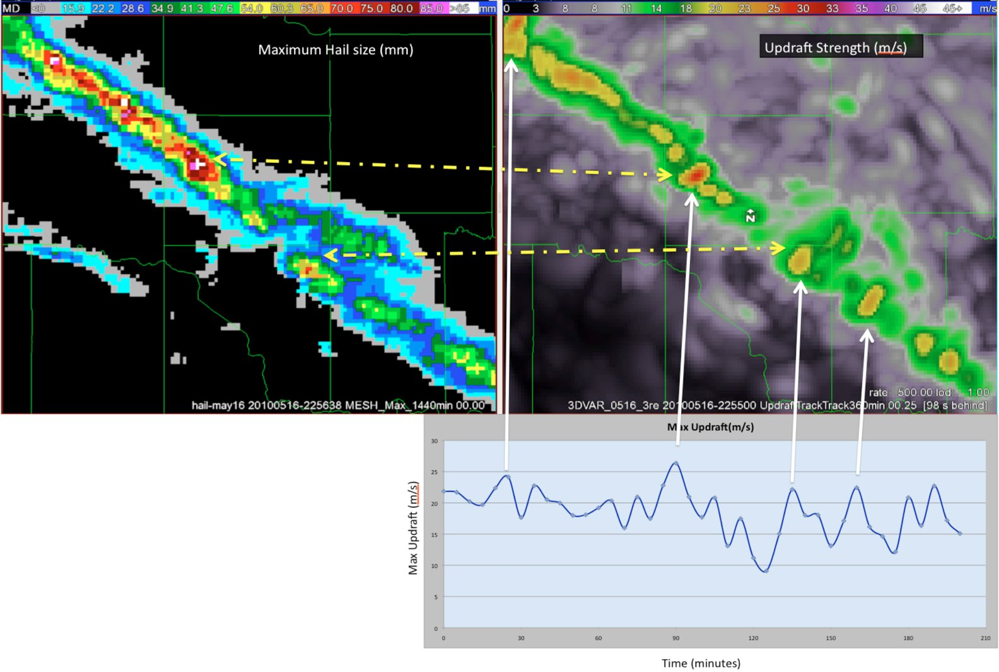 MD <0 15.9 22.2 28.6 34.9 41.3 47.6 54.0 60.3 65.0 70.0 75.0 80.0 85.0 >85 mm
0 3 8 8 11 14 18 20 23 25 30 33 35 40 45 45+ m/s
Maximum Hail size (mm)
Updraft Strength (m/s)
N
hail-may16 20100516-225638 MESH_Max_1440min 00.00
rate: 500.00 lod: 1.00
3DVAR_0516_3re 20100516-225500 UpdraftTrackTrack360min 00.25 [98 s behind]
Max Updraft(m/s)
Max Updraft (m/s)
30
25
20
15
10
5
0
0 30 60 90 120 150 180 210
Time (minutes)